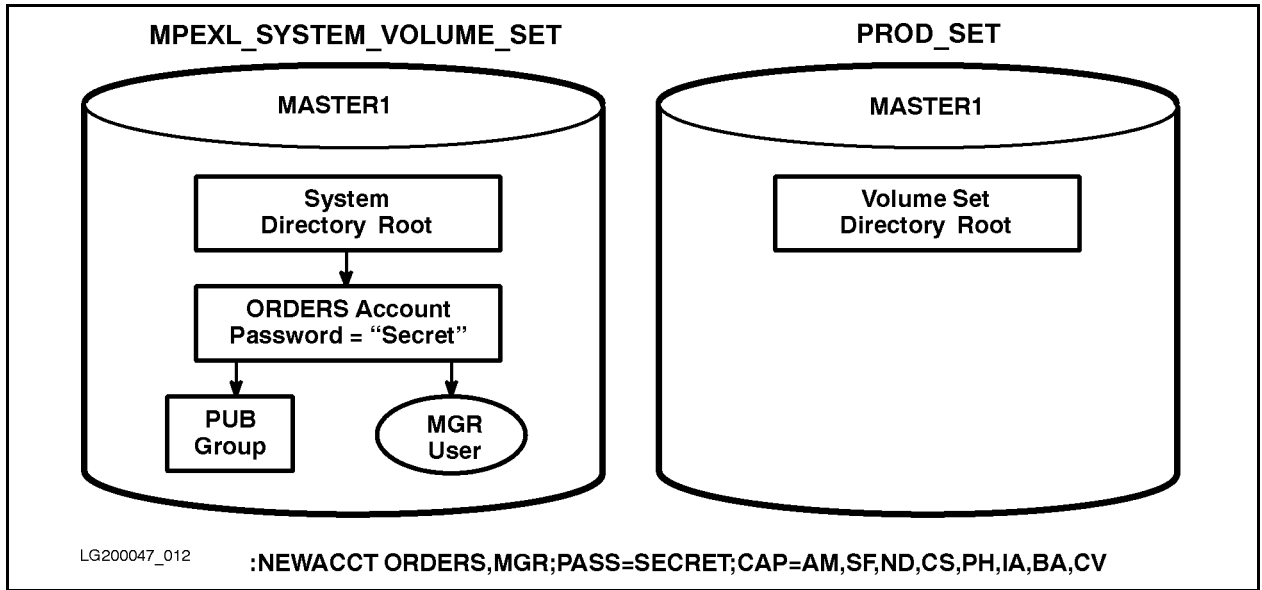 MPEXL_SYSTEM_VOLUME_SET
PROD_SET
MASTER1
MASTER1
System
Directory Root
Volume Set
Directory Root
ORDERS Account
Password = “Secret”
PUB
Group
MGR
User
LG200047_012
:NEWACCT ORDERS,MGR;PASS=SECRET;CAP=AM,SF,ND,CS,PH,IA,BA,CV